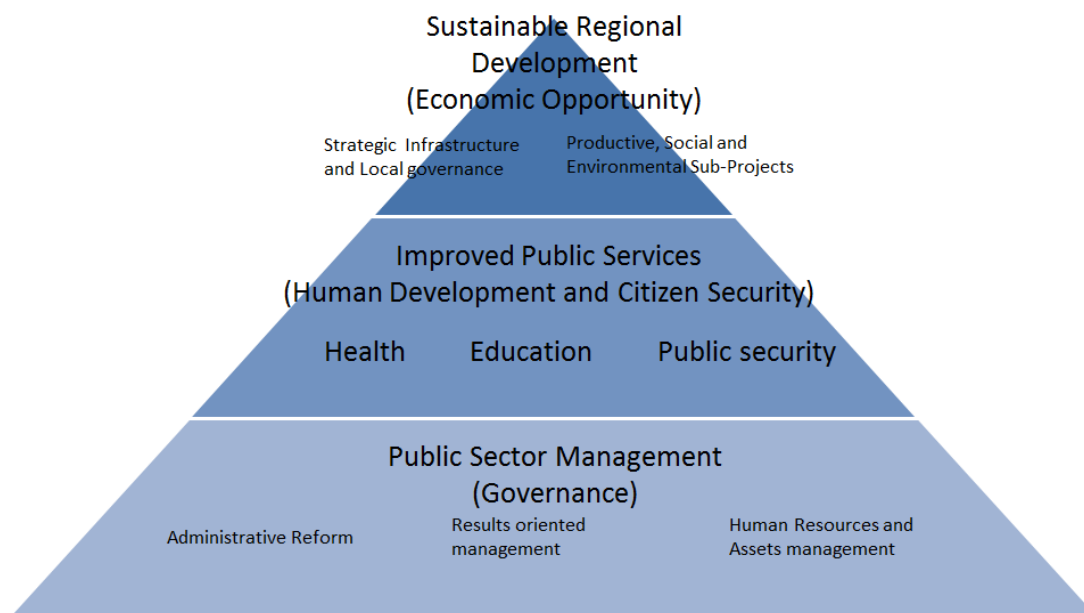 Sustainable Regional
Development
(Economic Opportunity)
Strategic Infrastructure
and Local governance
Productive, Social and
Environmental Sub-Projects
Improved Public Services
(Human Development and Citizen Security)
Health Education Public security
Public Sector Management
(Governance)
Administrative Reform
Results oriented
management
Human Resources and
Assets management